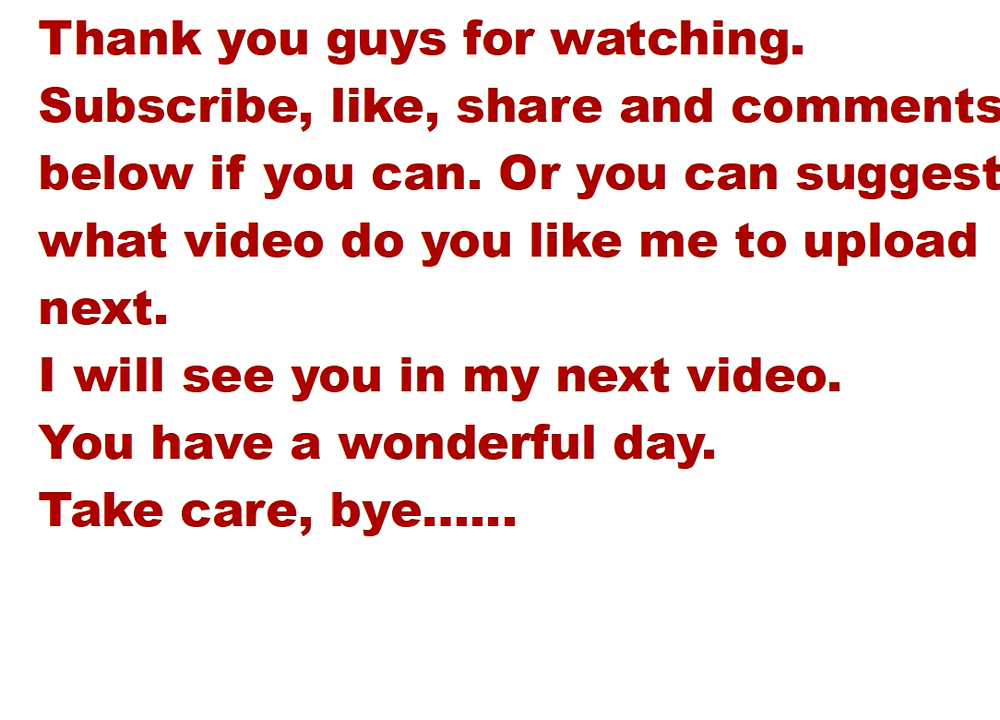 Thank you guys for watching.
Subscribe, like, share and comments
below if you can. Or you can suggest
what video do you like me to upload
next.
I will see you in my next video.
You have a wonderful day.
Take care, bye......